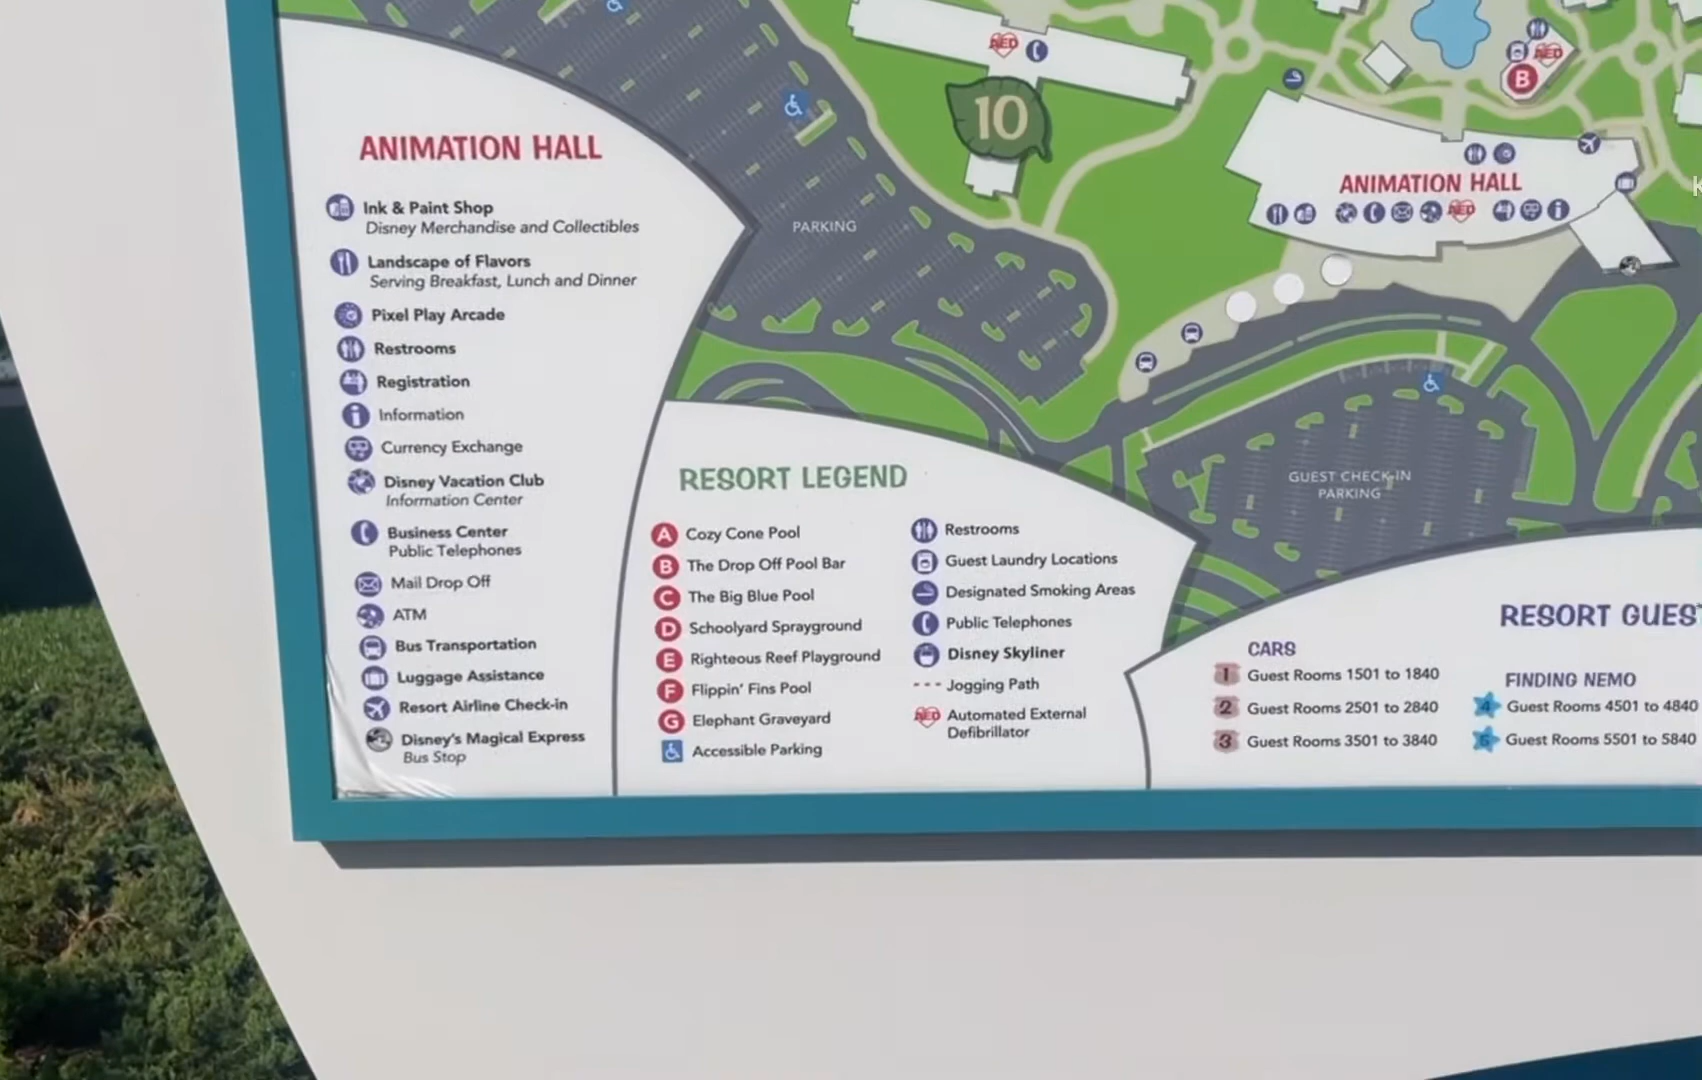 ANIMATION HALL
Ink & Paint Shop
Disney Merchandise and Collectibles
Landscape of Flavors
Serving Breakfast, Lunch and Dinner
Pixel Play Arcade
Restrooms
Registration
Information
Currency Exchange
Disney Vacation Club
Information Center
Business Center
Public Telephones
Mail Drop Off
ATM
Bus Transportation
Luggage Assistance
Resort Airline Check-in
Disney's Magical Express
Bus Stop
AED
10
PARKING
AED
B
ANIMATION HALL
AED
GUEST CHECK-IN
PARKING
RESORT LEGEND
A Cozy Cone Pool
B The Drop Off Pool Bar
C The Big Blue Pool
D Schoolyard Sprayground
E Righteous Reef Playground
F Flippin' Fins Pool
G Elephant Graveyard
Accessible Parking
Restrooms
Guest Laundry Locations
Designated Smoking Areas
Public Telephones
Disney Skyliner
Jogging Path
AED Automated External
Defibrillator
RESORT GUEST
CARS
1 Guest Rooms 1501 to 1840
2 Guest Rooms 2501 to 2840
3 Guest Rooms 3501 to 3840
FINDING NEMO
4 Guest Rooms 4501 to 4840
5 Guest Rooms 5501 to 5840